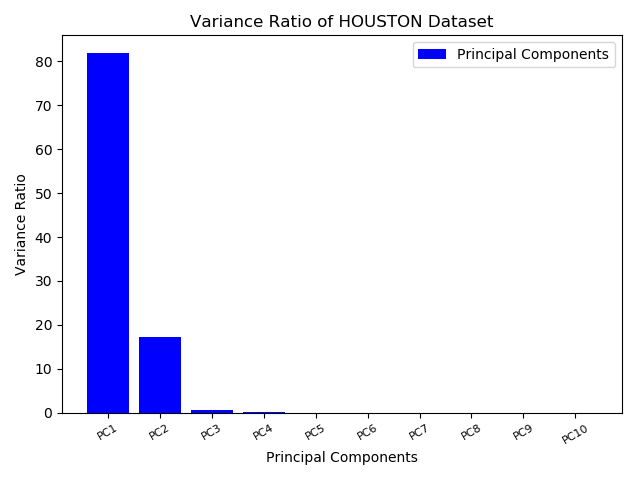 Variance Ratio of HOUSTON Dataset
Principal Components
80
70
60
50
40
30
20
10
0
Variance Ratio
PC1
PC2
PC3
PC4
PC5
PC6
PC7
PC8
PC9
PC10
Principal Components